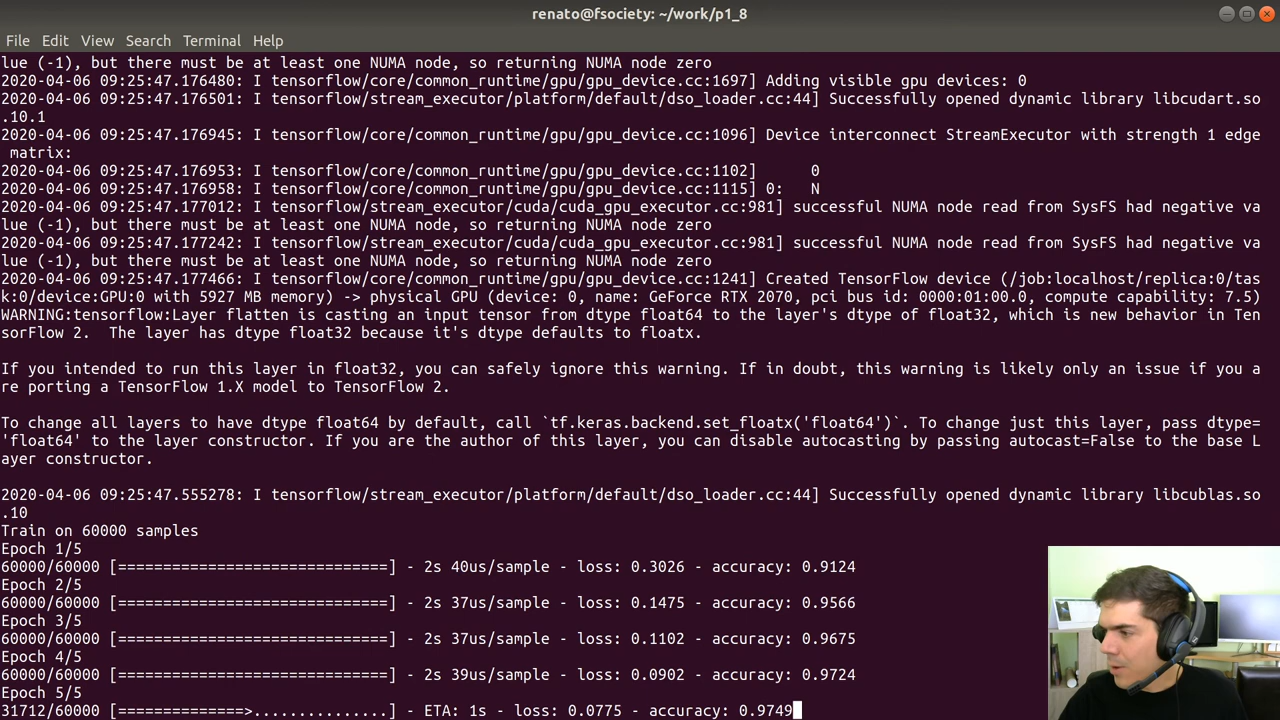 renato@fsociety: ~/work/p1_8
File Edit View Search Terminal Help
lue (-1), but there must be at least one NUMA node, so returning NUMA node zero
2020-04-06 09:25:47.176480: I tensorflow/core/common_runtime/gpu/gpu_device.cc:1697] Adding visible gpu devices: 0
2020-04-06 09:25:47.176501: I tensorflow/stream_executor/platform/default/dso_loader.cc:44] Successfully opened dynamic library libcudart.so
.10.1
2020-04-06 09:25:47.176945: I tensorflow/core/common_runtime/gpu/gpu_device.cc:1096] Device interconnect StreamExecutor with strength 1 edge
 matrix:
2020-04-06 09:25:47.176953: I tensorflow/core/common_runtime/gpu/gpu_device.cc:1102]      0
2020-04-06 09:25:47.176958: I tensorflow/core/common_runtime/gpu/gpu_device.cc:1115] 0:   N
2020-04-06 09:25:47.177012: I tensorflow/stream_executor/cuda/cuda_gpu_executor.cc:981] successful NUMA node read from SysFS had negative va
lue (-1), but there must be at least one NUMA node, so returning NUMA node zero
2020-04-06 09:25:47.177242: I tensorflow/stream_executor/cuda/cuda_gpu_executor.cc:981] successful NUMA node read from SysFS had negative va
lue (-1), but there must be at least one NUMA node, so returning NUMA node zero
2020-04-06 09:25:47.177466: I tensorflow/core/common_runtime/gpu/gpu_device.cc:1241] Created TensorFlow device (/job:localhost/replica:0/tas
k:0/device:GPU:0 with 5927 MB memory) -> physical GPU (device: 0, name: GeForce RTX 2070, pci bus id: 0000:01:00.0, compute capability: 7.5)
WARNING:tensorflow:Layer flatten is casting an input tensor from dtype float64 to the layer's dtype of float32, which is new behavior in Ten
sorFlow 2.  The layer has dtype float32 because it's dtype defaults to floatx.
If you intended to run this layer in float32, you can safely ignore this warning. If in doubt, this warning is likely only an issue if you a
re porting a TensorFlow 1.X model to TensorFlow 2.
To change all layers to have dtype float64 by default, call `tf.keras.backend.set_floatx('float64')`. To change just this layer, pass dtype=
'float64' to the layer constructor. If you are the author of this layer, you can disable autocasting by passing autocast=False to the base L
ayer constructor.
2020-04-06 09:25:47.555278: I tensorflow/stream_executor/platform/default/dso_loader.cc:44] Successfully opened dynamic library libcublas.so
.10
Train on 60000 samples
Epoch 1/5
60000/60000 [==============================] - 2s 40us/sample - loss: 0.3026 - accuracy: 0.9124
Epoch 2/5
60000/60000 [==============================] - 2s 37us/sample - loss: 0.1475 - accuracy: 0.9566
Epoch 3/5
60000/60000 [==============================] - 2s 37us/sample - loss: 0.1102 - accuracy: 0.9675
Epoch 4/5
60000/60000 [==============================] - 2s 39us/sample - loss: 0.0902 - accuracy: 0.9724
Epoch 5/5
31712/60000 [==============>...............] - ETA: 1s - loss: 0.0775 - accuracy: 0.9749